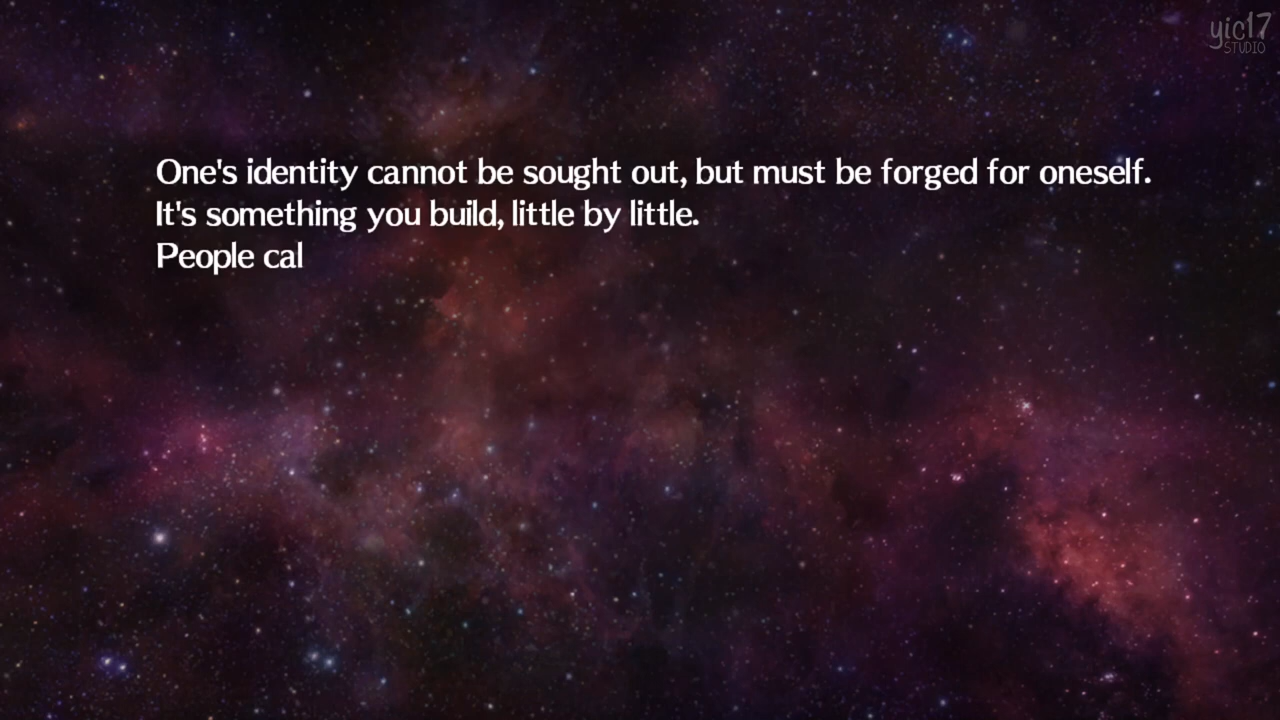 yic17
STUDIO
One's identity cannot be sought out, but must be forged for oneself.
It's something you build, little by little.
People cal